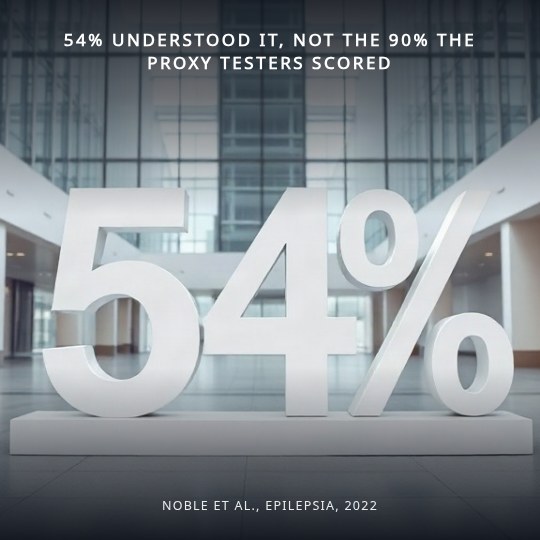 54% UNDERSTOOD IT, NOT THE 90% THE
PROXY TESTERS SCORED
54%
NOBLE ET AL., EPILEPSIA, 2022